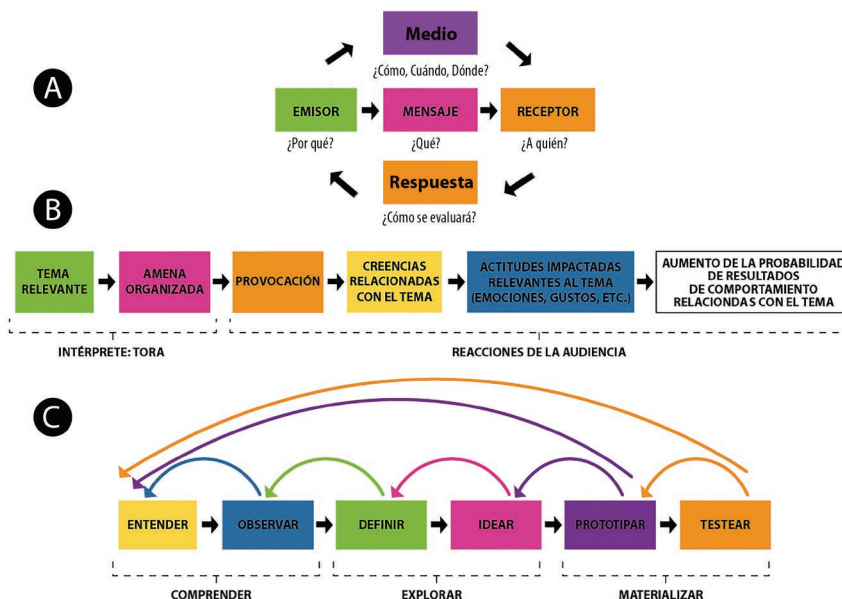 A
Medio
¿Cómo, Cuándo, Dónde?
EMISOR
MENSAJE
RECEPTOR
¿Por qué?
¿Qué?
¿A quién?
Respuesta
¿Cómo se evaluará?
B
TEMA
RELEVANTE
AMENA
ORGANIZADA
PROVOCACIÓN
CREENCIAS
RELACIONADAS
CON EL TEMA
ACTITUDES IMPACTADAS
RELEVANTES AL TEMA
(EMOCIONES, GUSTOS, ETC.)
AUMENTO DE LA PROBABILIDAD
DE RESULTADOS
DE COMPORTAMIENTO
RELACIONDAS CON EL TEMA
INTÉRPRETE: TORA
REACCIONES DE LA AUDIENCIA
C
ENTENDER
OBSERVAR
DEFINIR
IDEAR
PROTOTIPAR
TESTEAR
COMPRENDER
EXPLORAR
MATERIALIZAR